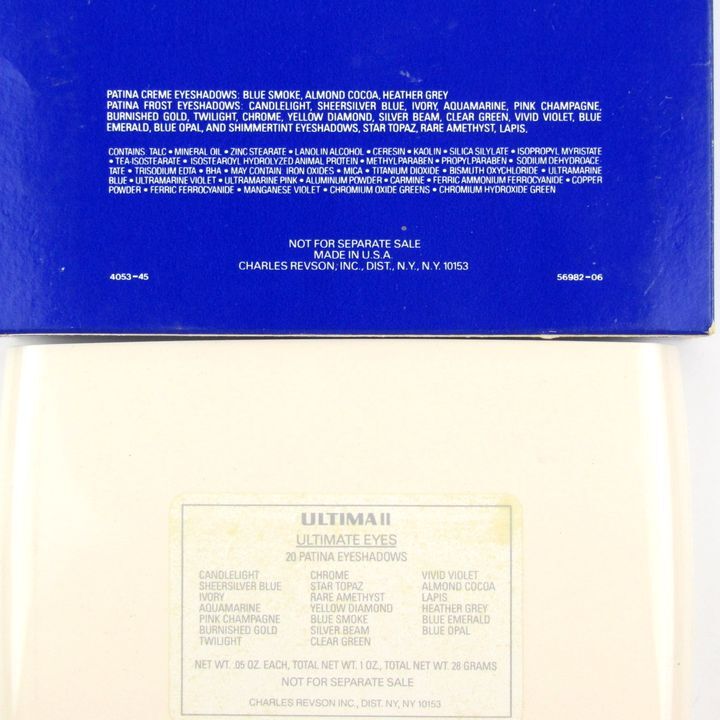 PATINA CREME EYESHADOWS: BLUE SMOKE, ALMOND COCOA, HEATHER GREY
PATINA FROST EYESHADOWS: CANDLELIGHT, SHEERSILVER BLUE, IVORY, AQUAMARINE, PINK CHAMPAGNE,
BURNISHED GOLD, TWILIGHT, CHROME, YELLOW DIAMOND, SILVER BEAM, CLEAR GREEN, VIVID VIOLET, BLUE
EMERALD, BLUE OPAL, AND SHIMMERTINT EYESHADOWS, STAR TOPAZ, RARE AMETHYST, LAPIS.
CONTAINS: TALC • MINERAL OIL • ZINC STEARATE • LANOLIN ALCOHOL • CERESIN • KAOLIN • SILICA SILYLATE • ISOPROPYL MYRISTATE
• TEA-ISOSTEARATE • ISOSTEAROYL HYDROLYZED ANIMAL PROTEIN • METHYLPARABEN • PROPYLPARABEN • SODIUM DEHYDROACE-
TATE • TRISODIUM EDTA • BHA • MAY CONTAIN: IRON OXIDES • MICA • TITANIUM DIOXIDE • BISMUTH OXYCHLORIDE • ULTRAMARINE
BLUE • ULTRAMARINE VIOLET • ULTRAMARINE PINK • ALUMINUM POWDER • CARMINE • FERRIC AMMONIUM FERROCYANIDE • COPPER
POWDER • FERRIC FERROCYANIDE • MANGANESE VIOLET • CHROMIUM OXIDE GREENS • CHROMIUM HYDROXIDE GREEN
NOT FOR SEPARATE SALE
MADE IN U.S.A.
CHARLES REVSON, INC., DIST., N.Y., N.Y. 10153
4053-45
56982-06
ULTIMA II
ULTIMATE EYES
20 PATINA EYESHADOWS
CANDLELIGHT
SHEERSILVER BLUE
IVORY
AQUAMARINE
PINK CHAMPAGNE
BURNISHED GOLD
TWILIGHT
CHROME
STAR TOPAZ
RARE AMETHYST
YELLOW DIAMOND
BLUE SMOKE
SILVER BEAM
CLEAR GREEN
VIVID VIOLET
ALMOND COCOA
LAPIS
HEATHER GREY
BLUE EMERALD
BLUE OPAL
NET WT. .05 OZ. EACH, TOTAL NET WT. 1 OZ., TOTAL NET WT. 28 GRAMS
NOT FOR SEPARATE SALE
CHARLES REVSON INC., DIST. NY, NY 10153